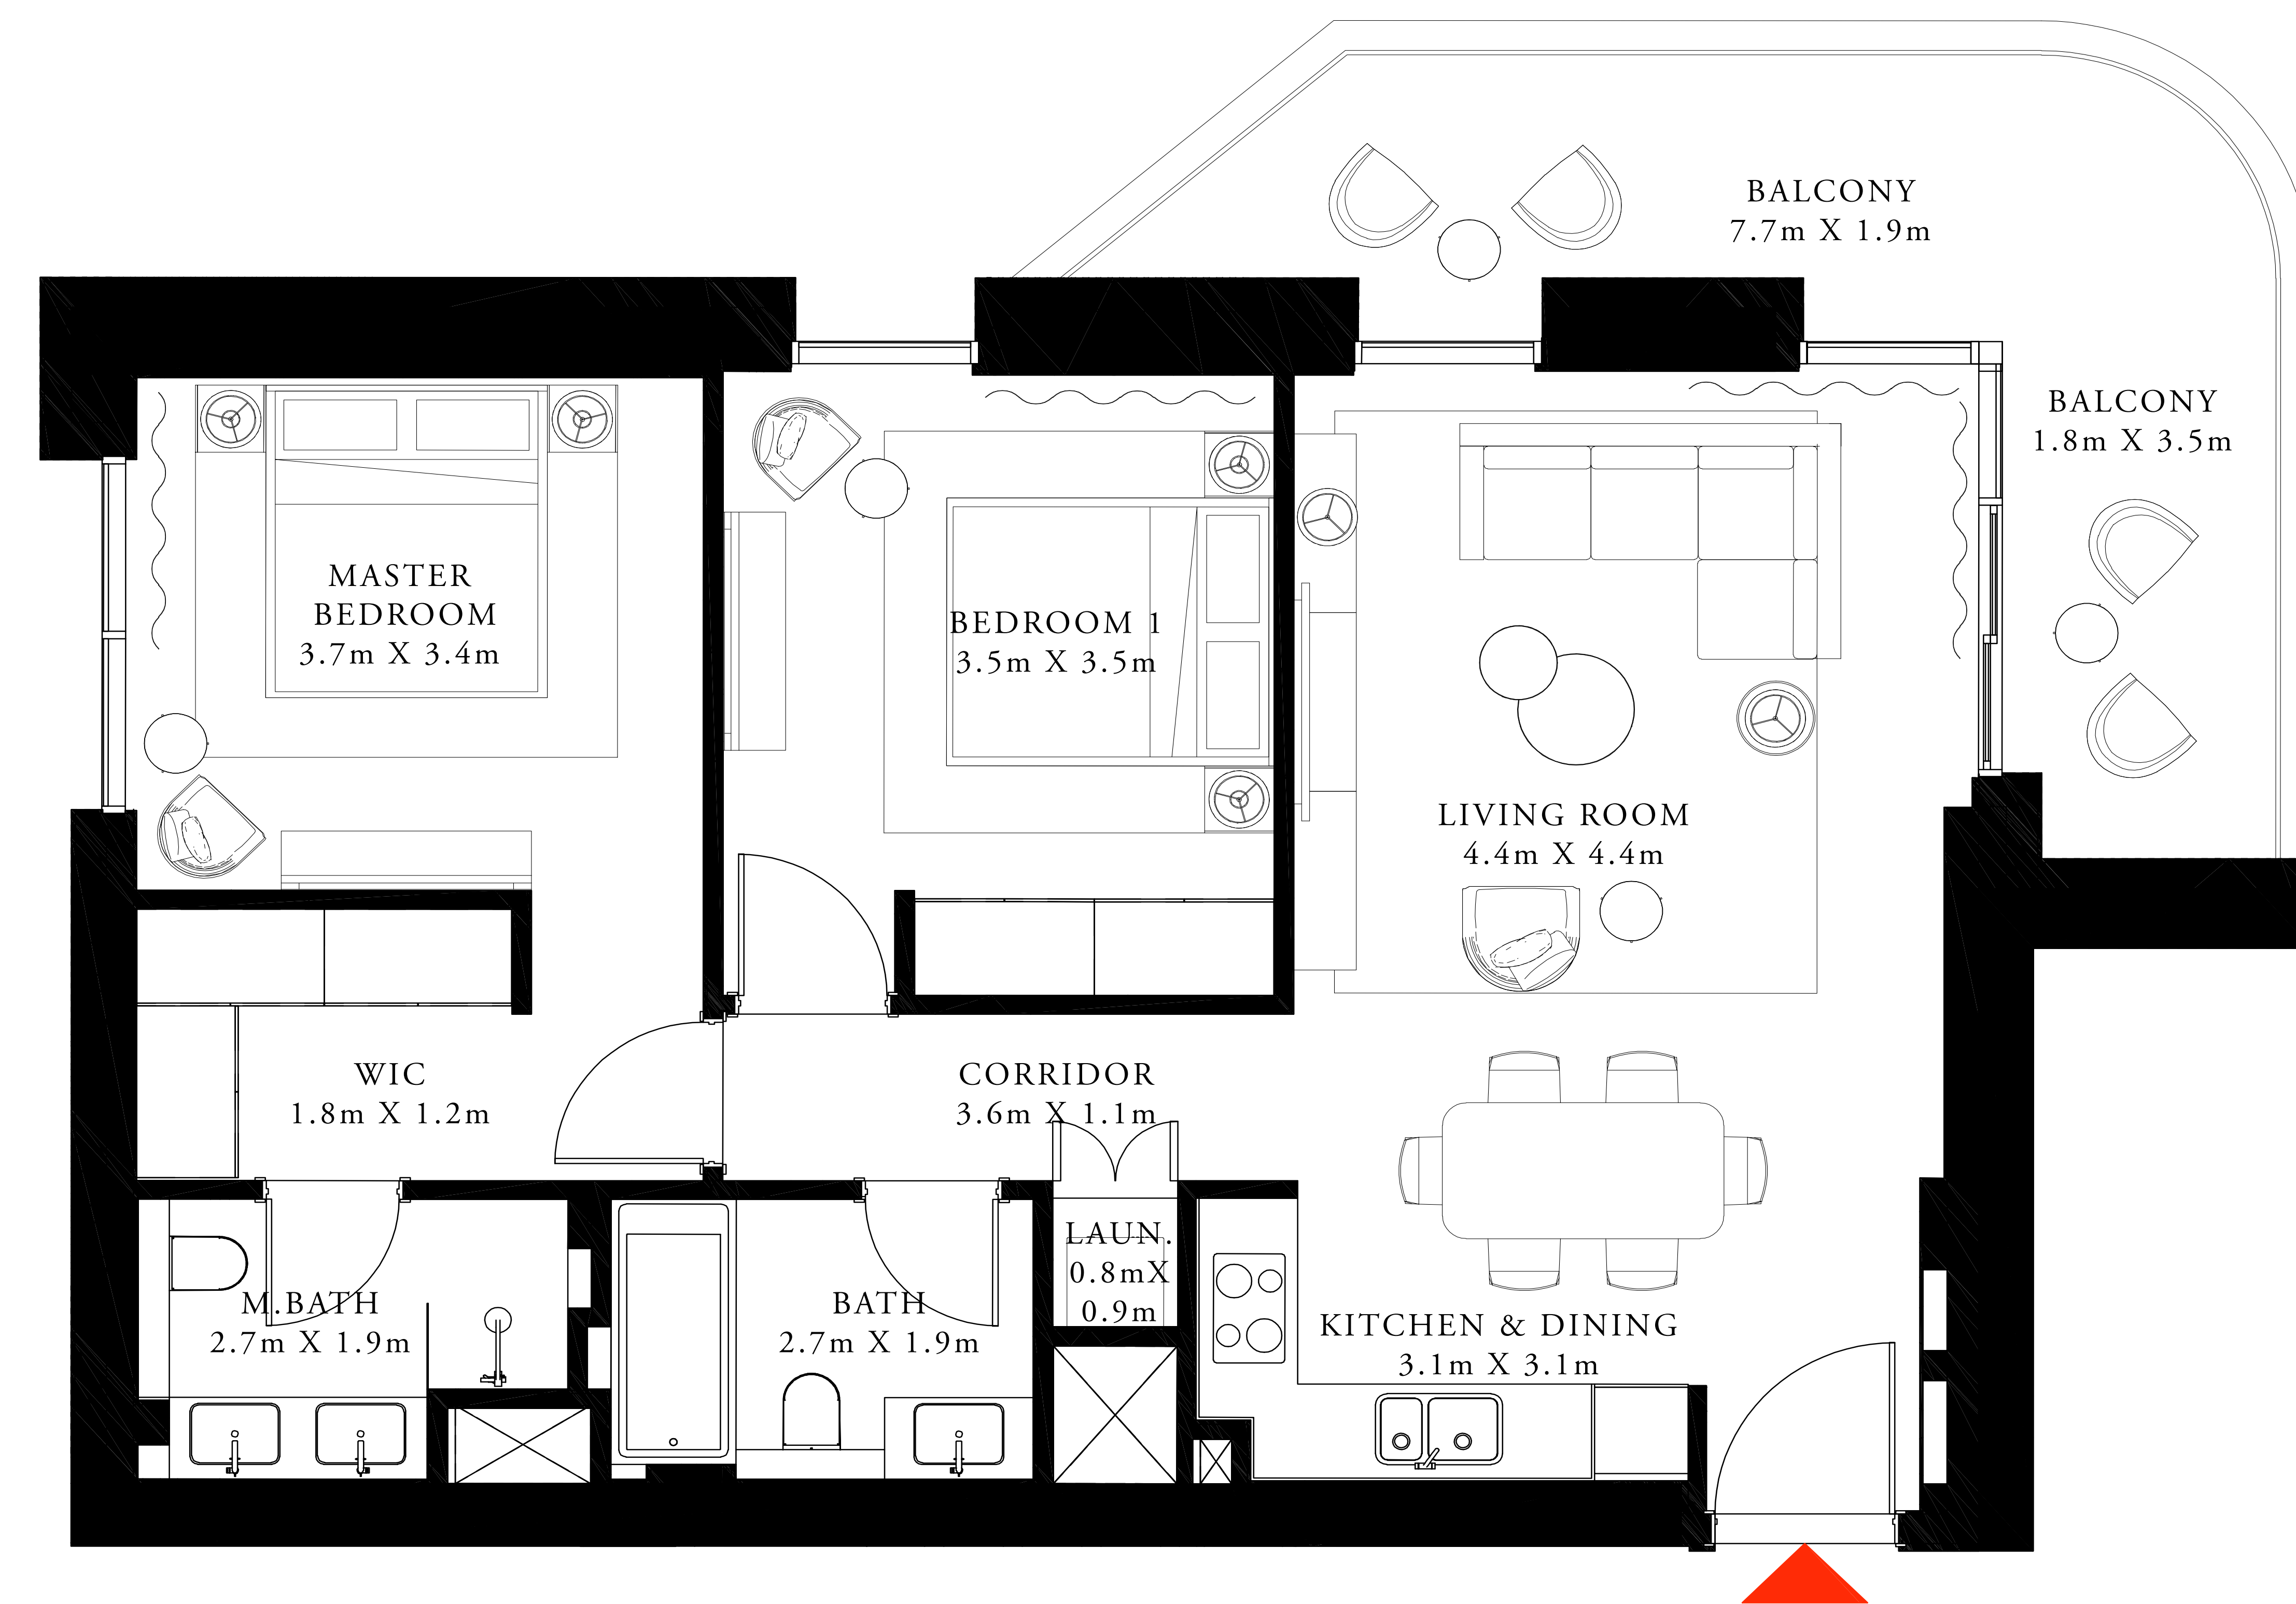 BALCONY
7.7m X 1.9m
BALCONY
1.8m X 3.5m
MASTER
BEDROOM
3.7m X 3.4m
BEDROOM 1
3.5m X 3.5m
LIVING ROOM
4.4m X 4.4m
WIC
1.8m X 1.2m
CORRIDOR
3.6m X 1.1m
LAUN.
0.8mX
0.9m
M.BATH
2.7m X 1.9m
BATH
2.7m X 1.9m
KITCHEN & DINING
3.1m X 3.1m